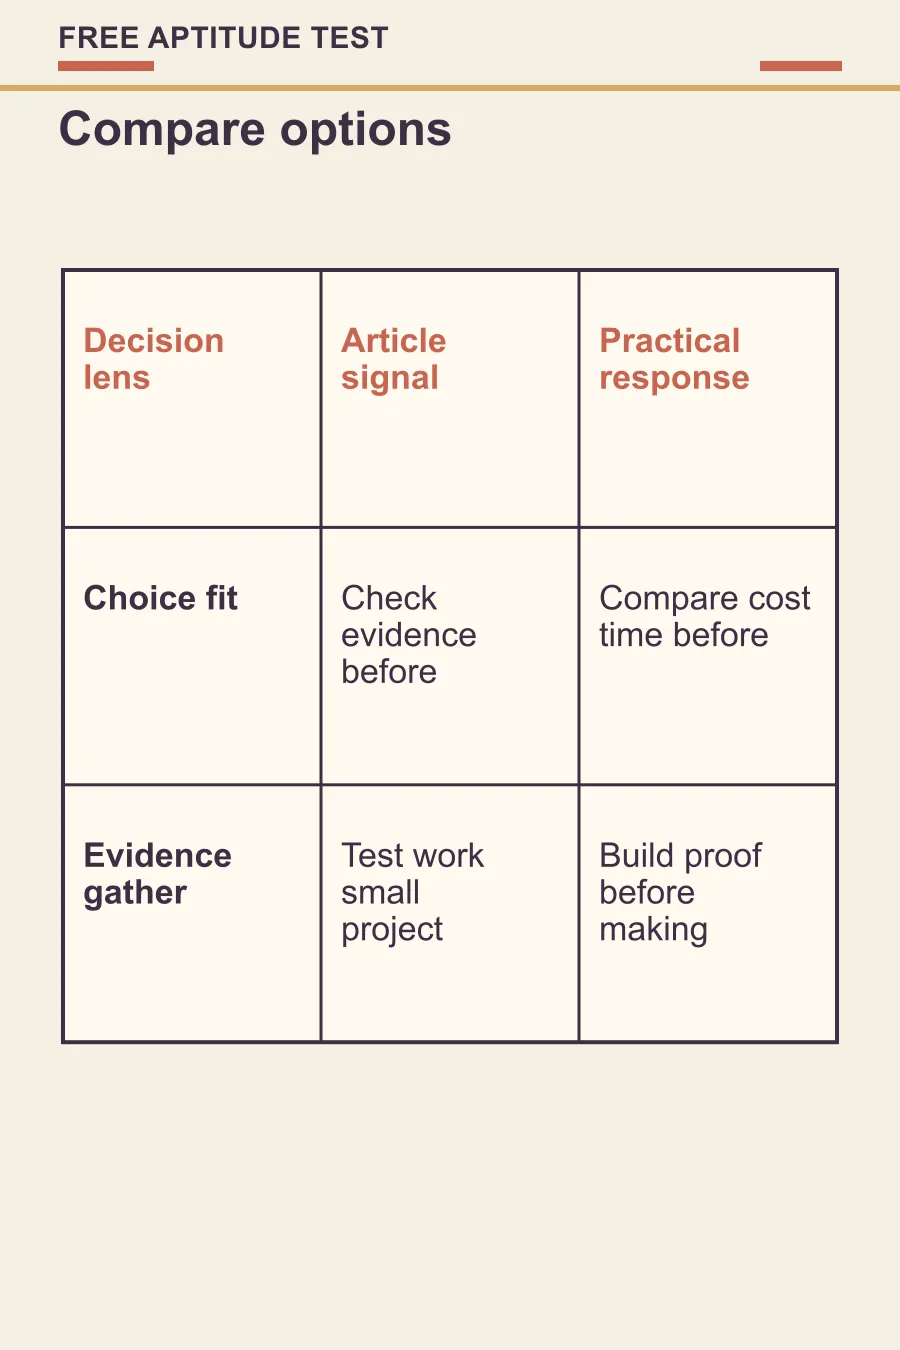 FREE APTITUDE TEST
Compare options
Decision
lens
Article
signal
Practical
response
Choice fit
Check
evidence
before
Compare cost
time before
Evidence
gather
Test work
small
project
Build proof
before
making